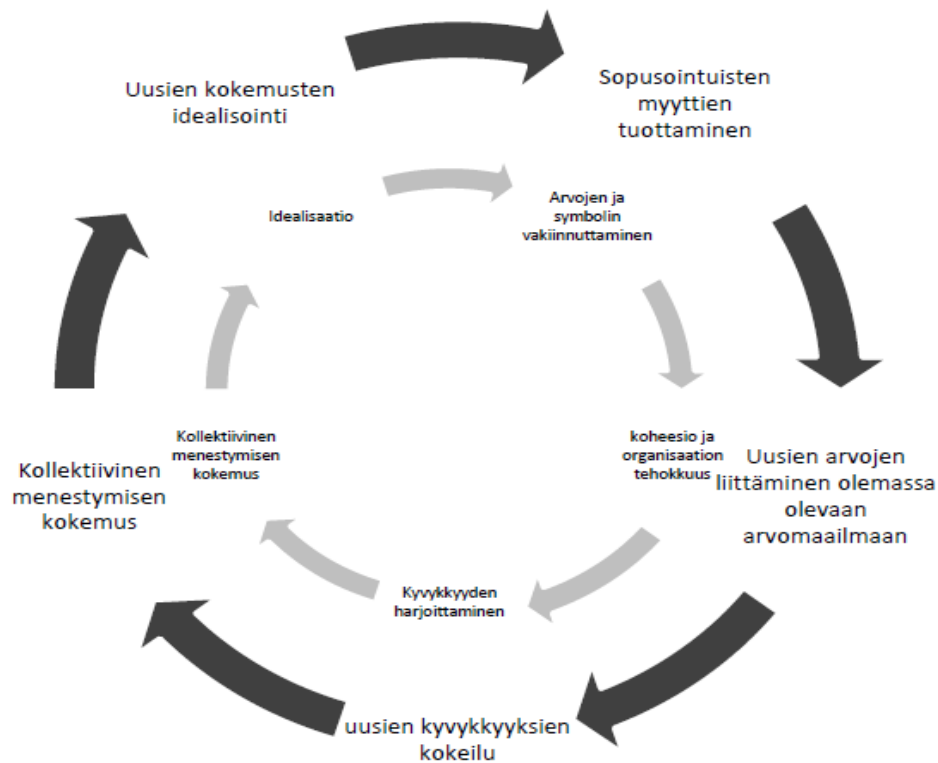 Uusien kokemusten
idealisointi
Sopusointuisten
myyttien
tuottaminen
Idealisaatio
Arvojen ja
symbolin
vakiinnuttaminen
Kollektiivinen
menestymisen
kokemus
Kollektiivinen
menestymisen
kokemus
koheesio ja
organisaation
tehokkuus
Uusien arvojen
liittäminen olemassa
olevaan
arvomaailmaan
Kyvykkyyden
harjoittaminen
uusien kyvykkyyksien
kokeilu